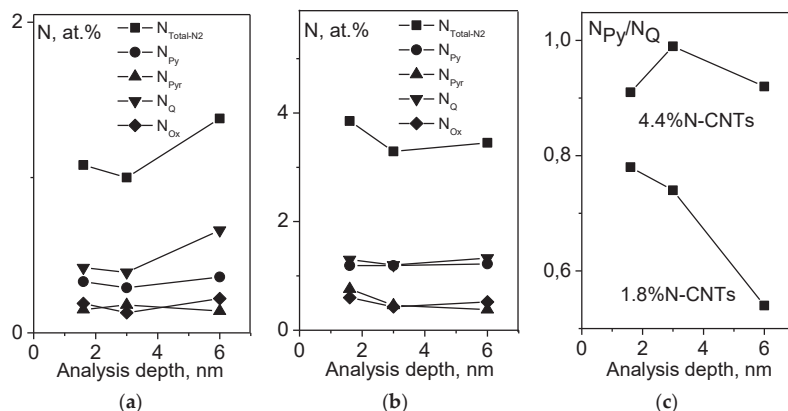 2
0
N, at.%
N_Total-N2
N_Py
N_Pyr
N_Q
N_Ox
0 2 4 6
Analysis depth, nm
(a)
4
2
0
N, at.%
N_Total-N2
N_Py
N_Pyr
N_Q
N_Ox
0 2 4 6
Analysis depth, nm
(b)
1,0
0,8
0,6
N_Py/N_Q
4.4%N-CNTs
1.8%N-CNTs
0 2 4 6
Analysis depth, nm
(c)